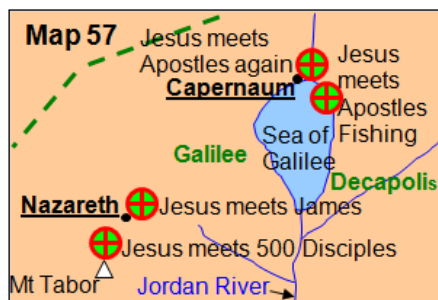 Map 57
Jesus meets
Apostles again
Capernaum
Jesus
meets
Apostles
Fishing
Sea of
Galilee
Galilee
Decapolis
Nazareth
Jesus meets James
Jesus meets 500 Disciples
Mt Tabor
Jordan River